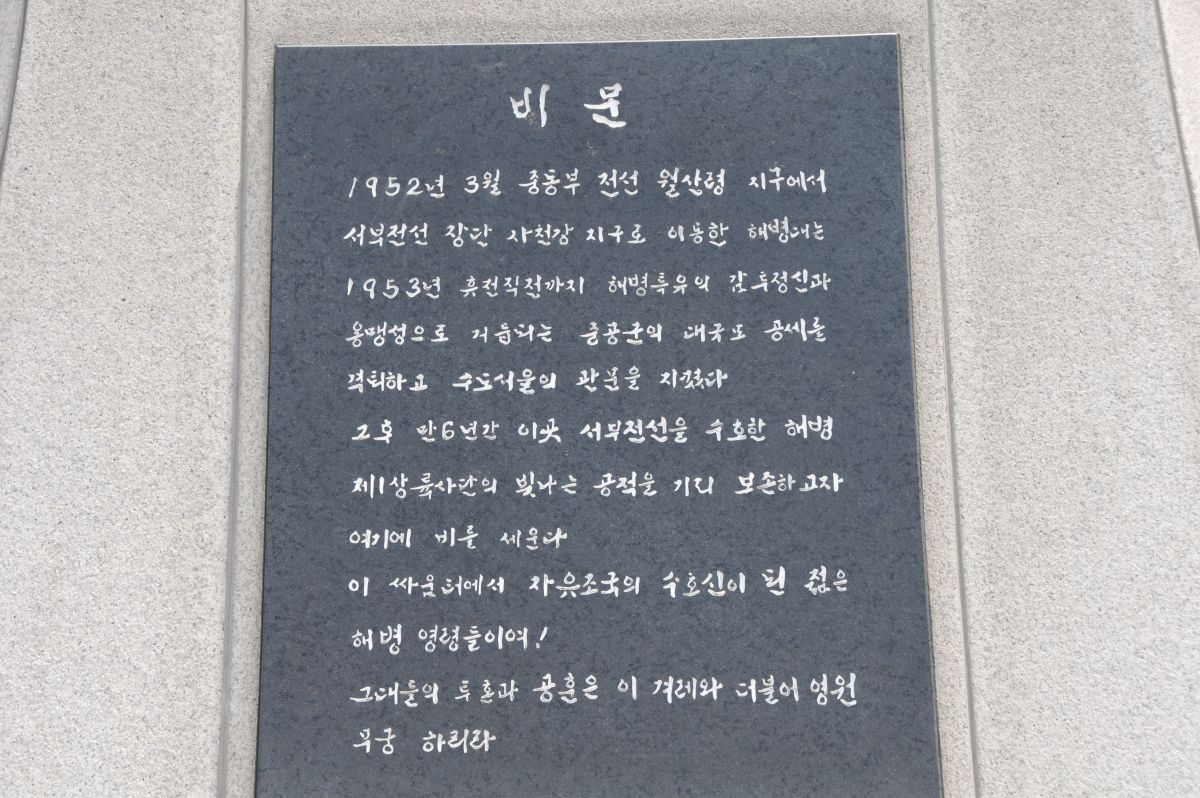 비 문
1952년 3월 중동부 전선 월산령 지구에서
서부전선 장단 사천강 지구로 이동한 해병대는
1953년 휴전직전까지 해병특유의 감투정신과
용맹성으로 거듭되는 중공군의 대규모 공세를
격퇴하고 수도서울의 관문을 지켰다
그후 만6년간 이곳 서부전선을 수호한 해병
제1상륙사단의 빛나는 공적을 기리 보존하고자
여기에 비를 세운다
이 싸움터에서 자유조국의 수호신이 된 젊은
해병 영령들이여!
그대들의 투혼과 공훈은 이 겨레와 더불어 영원
무궁 하리라